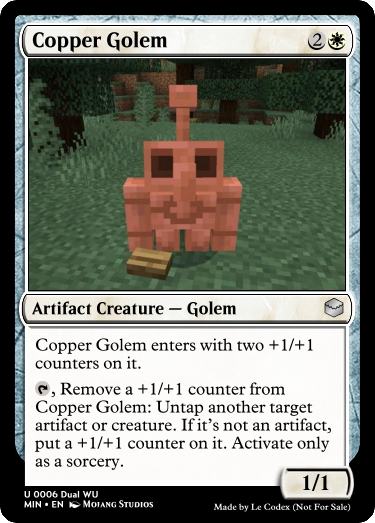 Copper Golem 2
Artifact Creature — Golem
Copper Golem enters with two +1/+1
counters on it.
, Remove a +1/+1 counter from
Copper Golem: Untap another target
artifact or creature. If it's not an artifact,
put a +1/+1 counter on it. Activate only
as a sorcery.
1/1
U 0006 Dual WU
MIN • EN Mojang Studios
Made by Le Codex (Not For Sale)